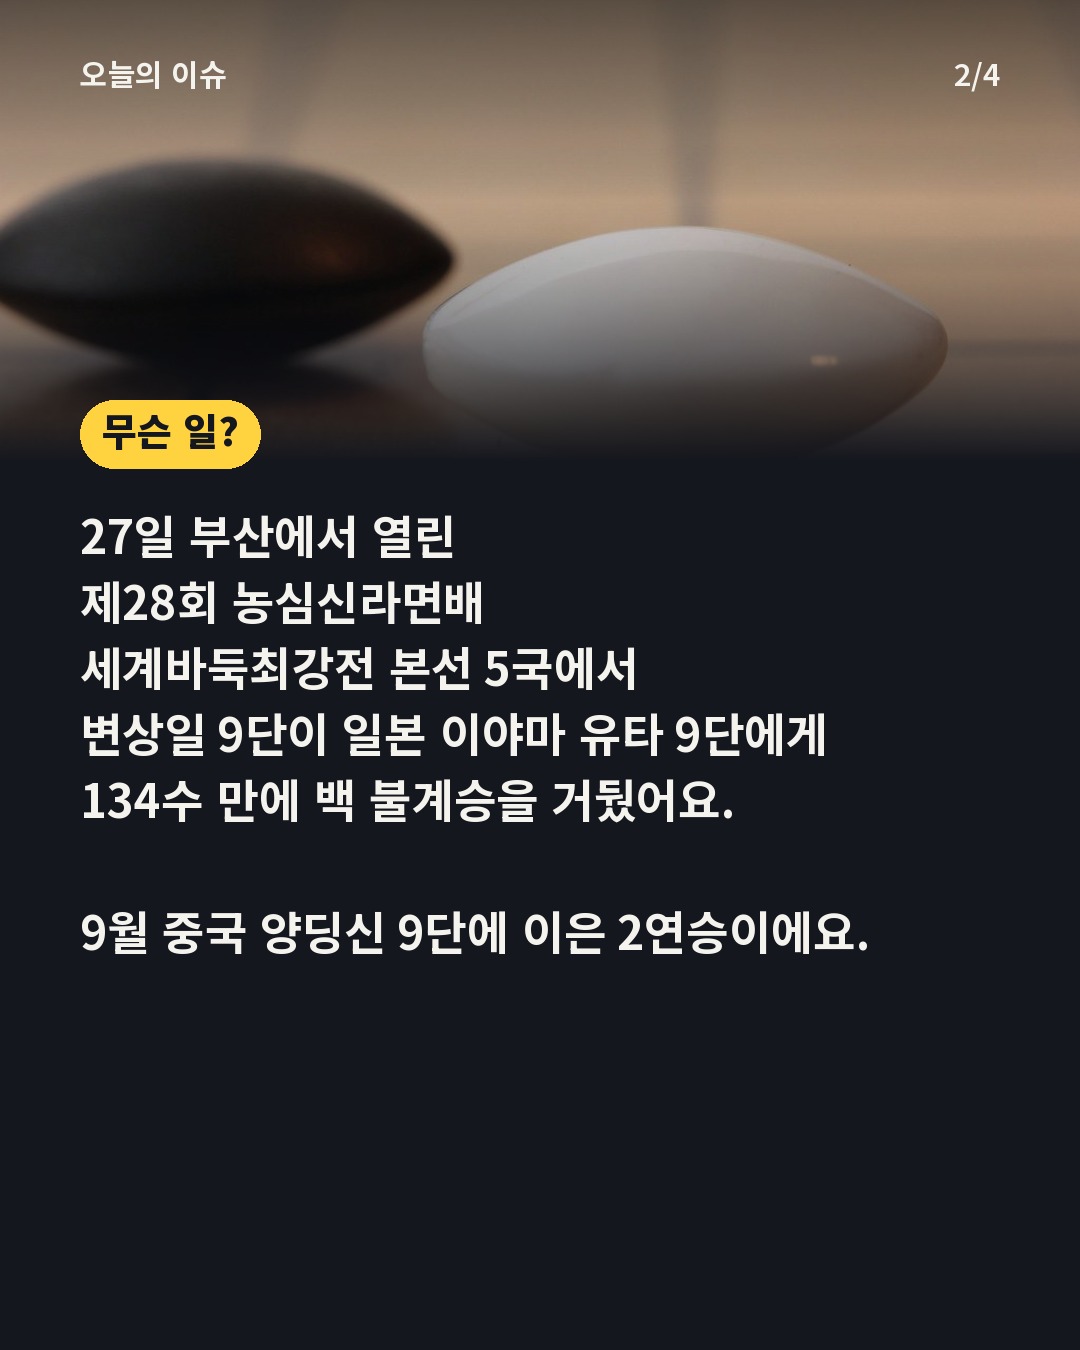 오늘의 이슈
2/4
무슨 일?
27일 부산에서 열린
제28회 농심신라면배
세계바둑최강전 본선 5국에서
변상일 9단이 일본 이야마 유타 9단에게
134수 만에 백 불계승을 거뒀어요.
9월 중국 양딩신 9단에 이은 2연승이에요.